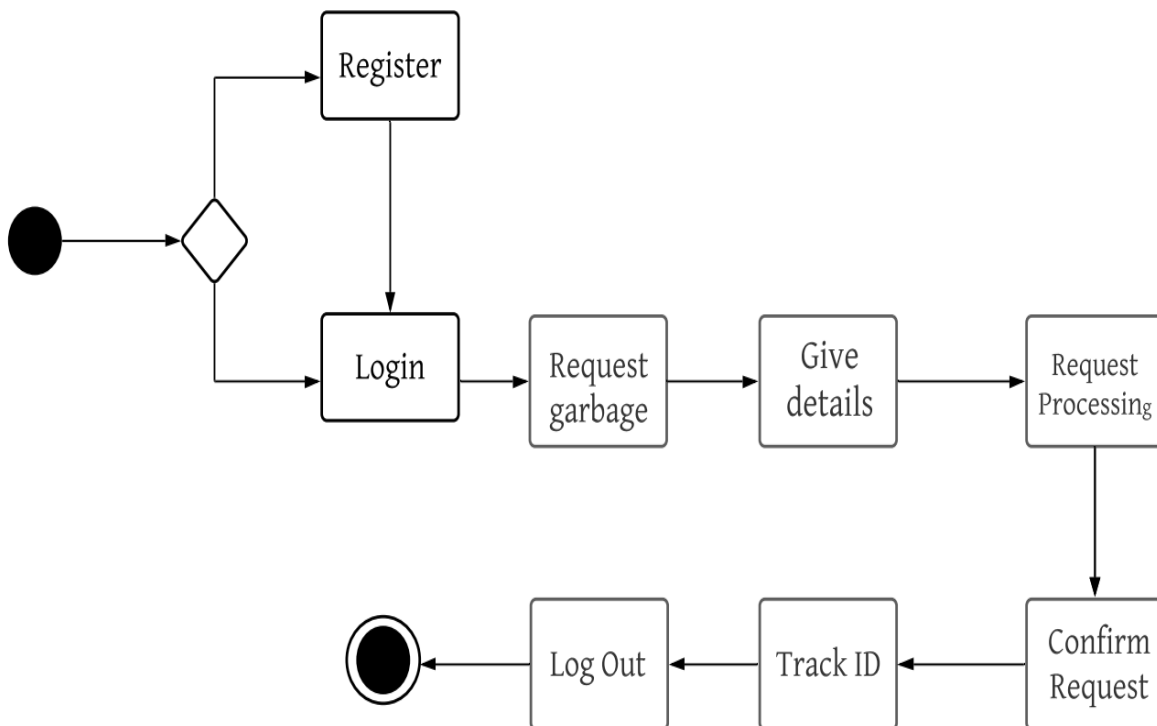 Register
Login
Request
garbage
Give
details
Request
Processing
Confirm
Request
Track ID
Log Out